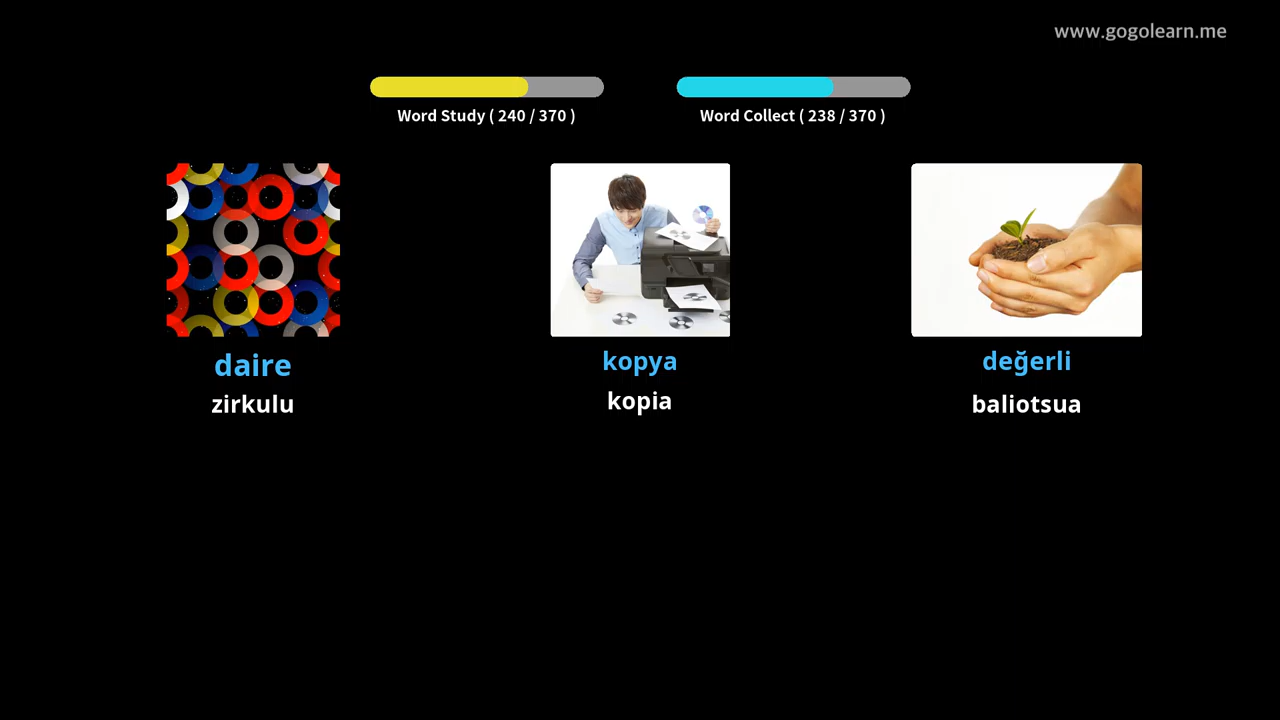 www.gogolearn.me
Word Study ( 240 / 370 )
Word Collect ( 238 / 370 )
daire
zirkulu
kopya
kopia
değerli
baliotsua